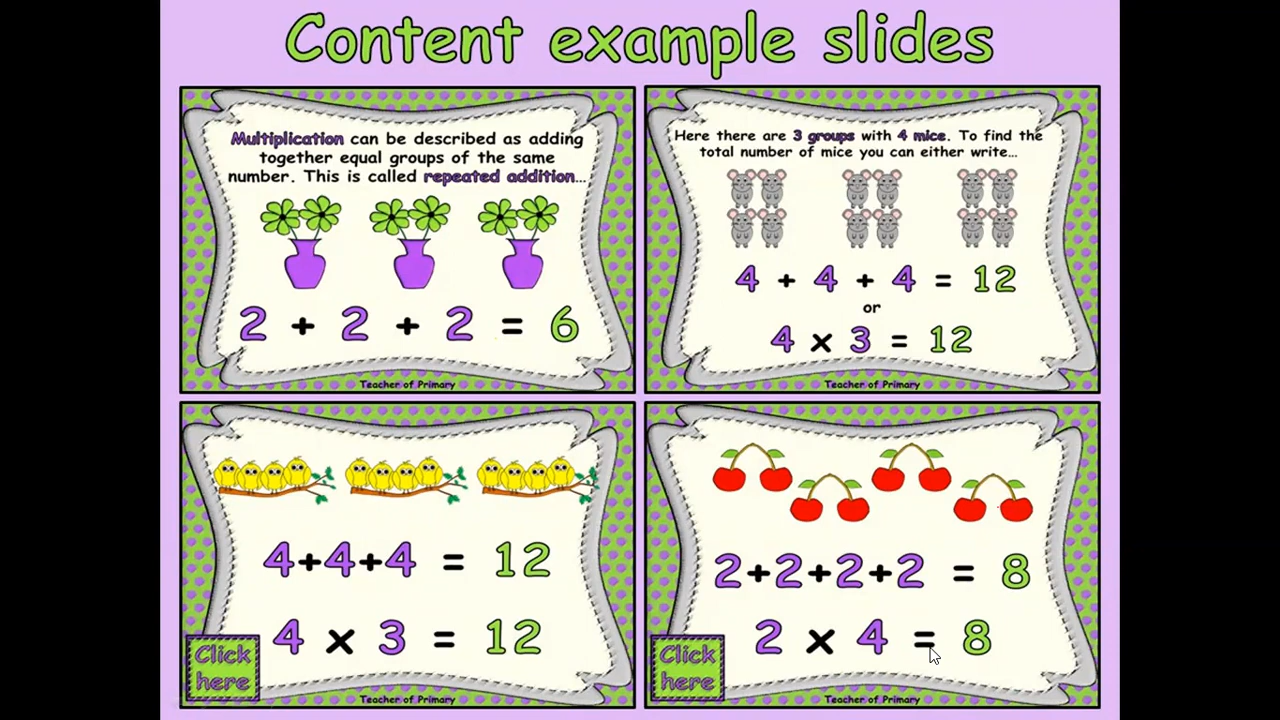 Content example slides
Multiplication can be described as adding
together equal groups of the same
number. This is called repeated addition...
2 + 2 + 2 = 6
Teacher of Primary
Here there are 3 groups with 4 mice. To find the
total number of mice you can either write...
4 + 4 + 4 = 12
or
4 x 3 = 12
Teacher of Primary
4+4+4 = 12
4 x 3 = 12
Click
here
Teacher of Primary
2+2+2+2 = 8
2 x 4 = 8
Click
here
Teacher of Primary